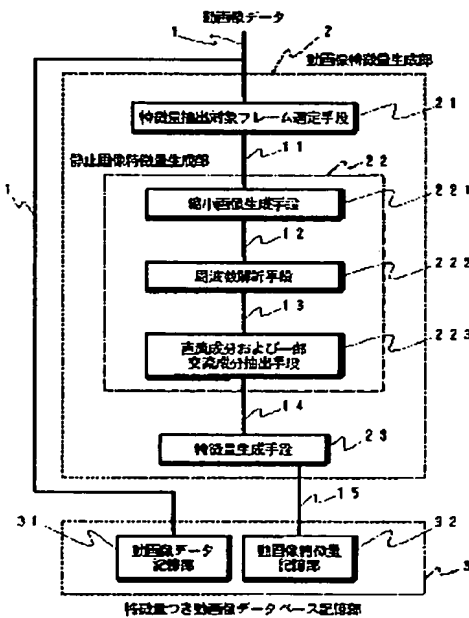 動画像データ
1
2
動画像特徴量生成部
特徴量抽出対象フレーム選定手段
21
11
静止画像特徴量生成部
22
1
縮小画像生成手段
221
12
周波数解析手段
222
13
直流成分および一部
交流成分抽出手段
223
14
特徴量生成手段
23
15
31
動画像データ
記憶部
動画像特徴量
記憶部
32
3
特徴量つき動画像データベース記憶部